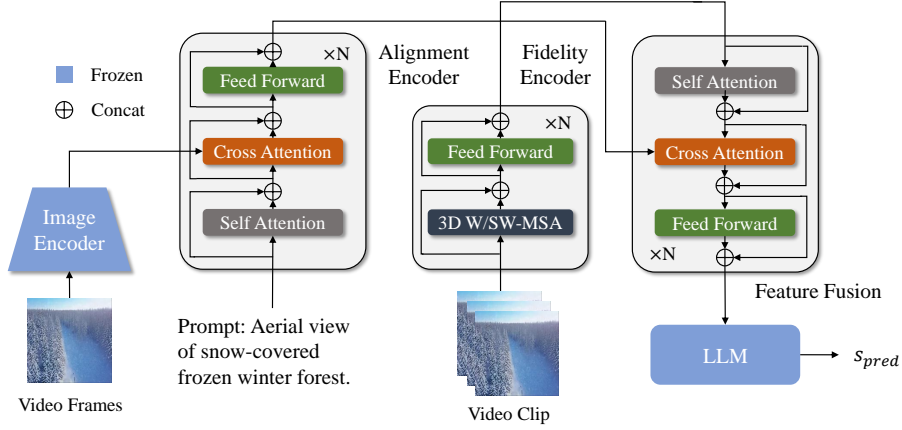 Frozen
Concat
×N
Feed Forward
Cross Attention
Self Attention
Image
Encoder
Video Frames
Prompt: Aerial view
of snow-covered
frozen winter forest.
Alignment
Encoder
Fidelity
Encoder
×N
Feed Forward
3D W/SW-MSA
Video Clip
Self Attention
Cross Attention
Feed Forward
×N
Feature Fusion
LLM
s_pred